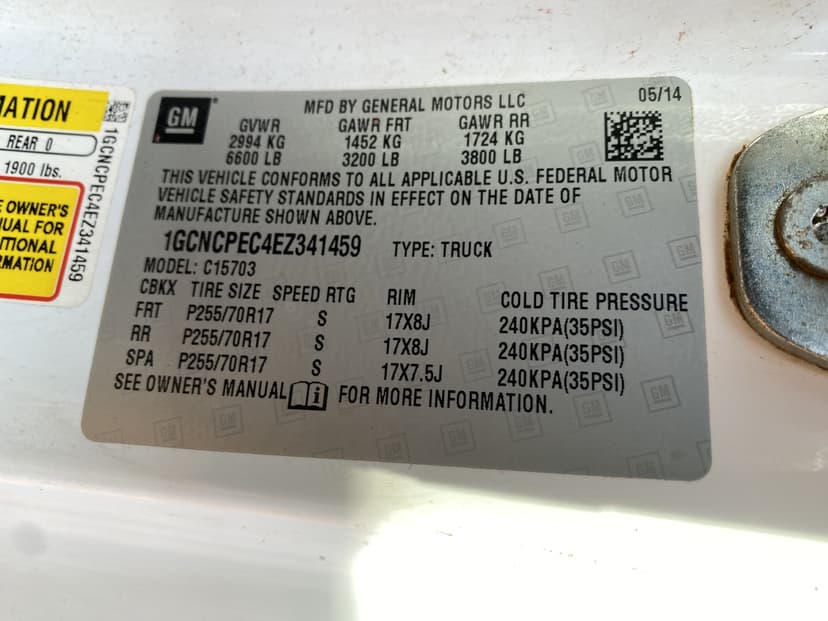 MATION
REAR 0
1900 lbs.
E OWNER'S
UAL FOR
ITIONAL
RMATION
1GCNCPEC4EZ341459
GM
MFD BY GENERAL MOTORS LLC
05/14
GVWR GAWR FRT GAWR RR
2994 KG 1452 KG 1724 KG
6600 LB 3200 LB 3800 LB
THIS VEHICLE CONFORMS TO ALL APPLICABLE U.S. FEDERAL MOTOR
VEHICLE SAFETY STANDARDS IN EFFECT ON THE DATE OF
MANUFACTURE SHOWN ABOVE.
1GCNCPEC4EZ341459 TYPE: TRUCK
MODEL: C15703
CBKX TIRE SIZE SPEED RTG RIM COLD TIRE PRESSURE
FRT P255/70R17 S 17X8J 240KPA(35PSI)
RR P255/70R17 S 17X8J 240KPA(35PSI)
SPA P255/70R17 S 17X7.5J 240KPA(35PSI)
SEE OWNER'S MANUAL i FOR MORE INFORMATION.